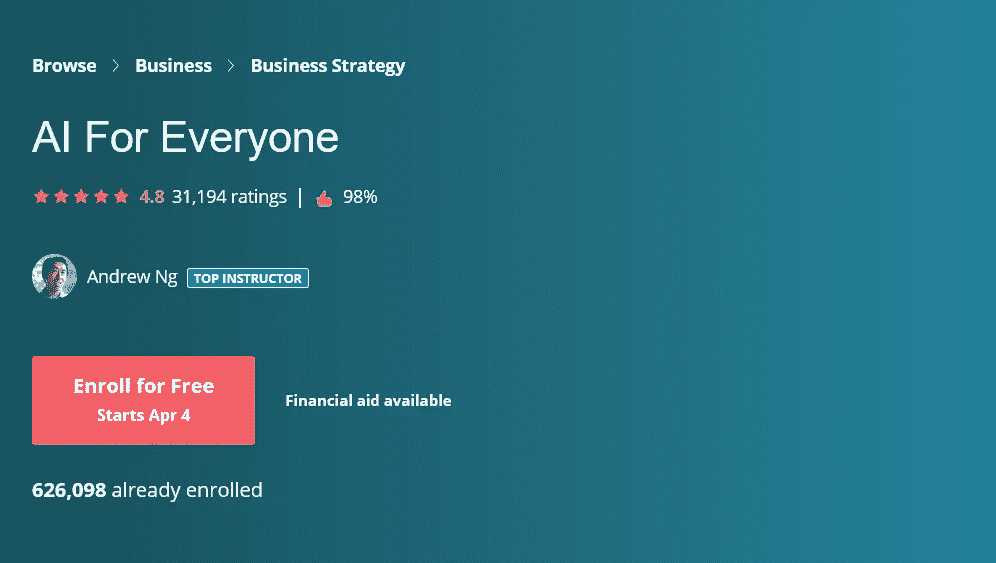 Browse > Business > Business Strategy
AI For Everyone
4.8 31,194 ratings | 98%
Andrew Ng TOP INSTRUCTOR
Enroll for Free
Starts Apr 4
Financial aid available
626,098 already enrolled